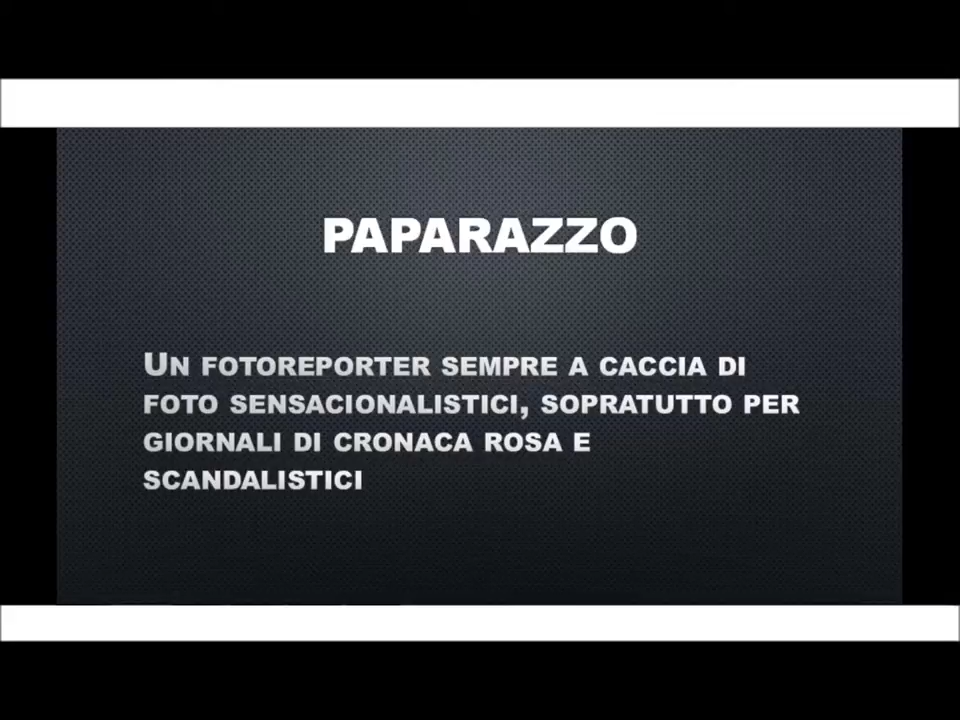 PAPARAZZO
UN FOTOREPORTER SEMPRE A CACCIA DI
FOTO SENSACIONALISTICI, SOPRATUTTO PER
GIORNALI DI CRONACA ROSA E
SCANDALISTICI